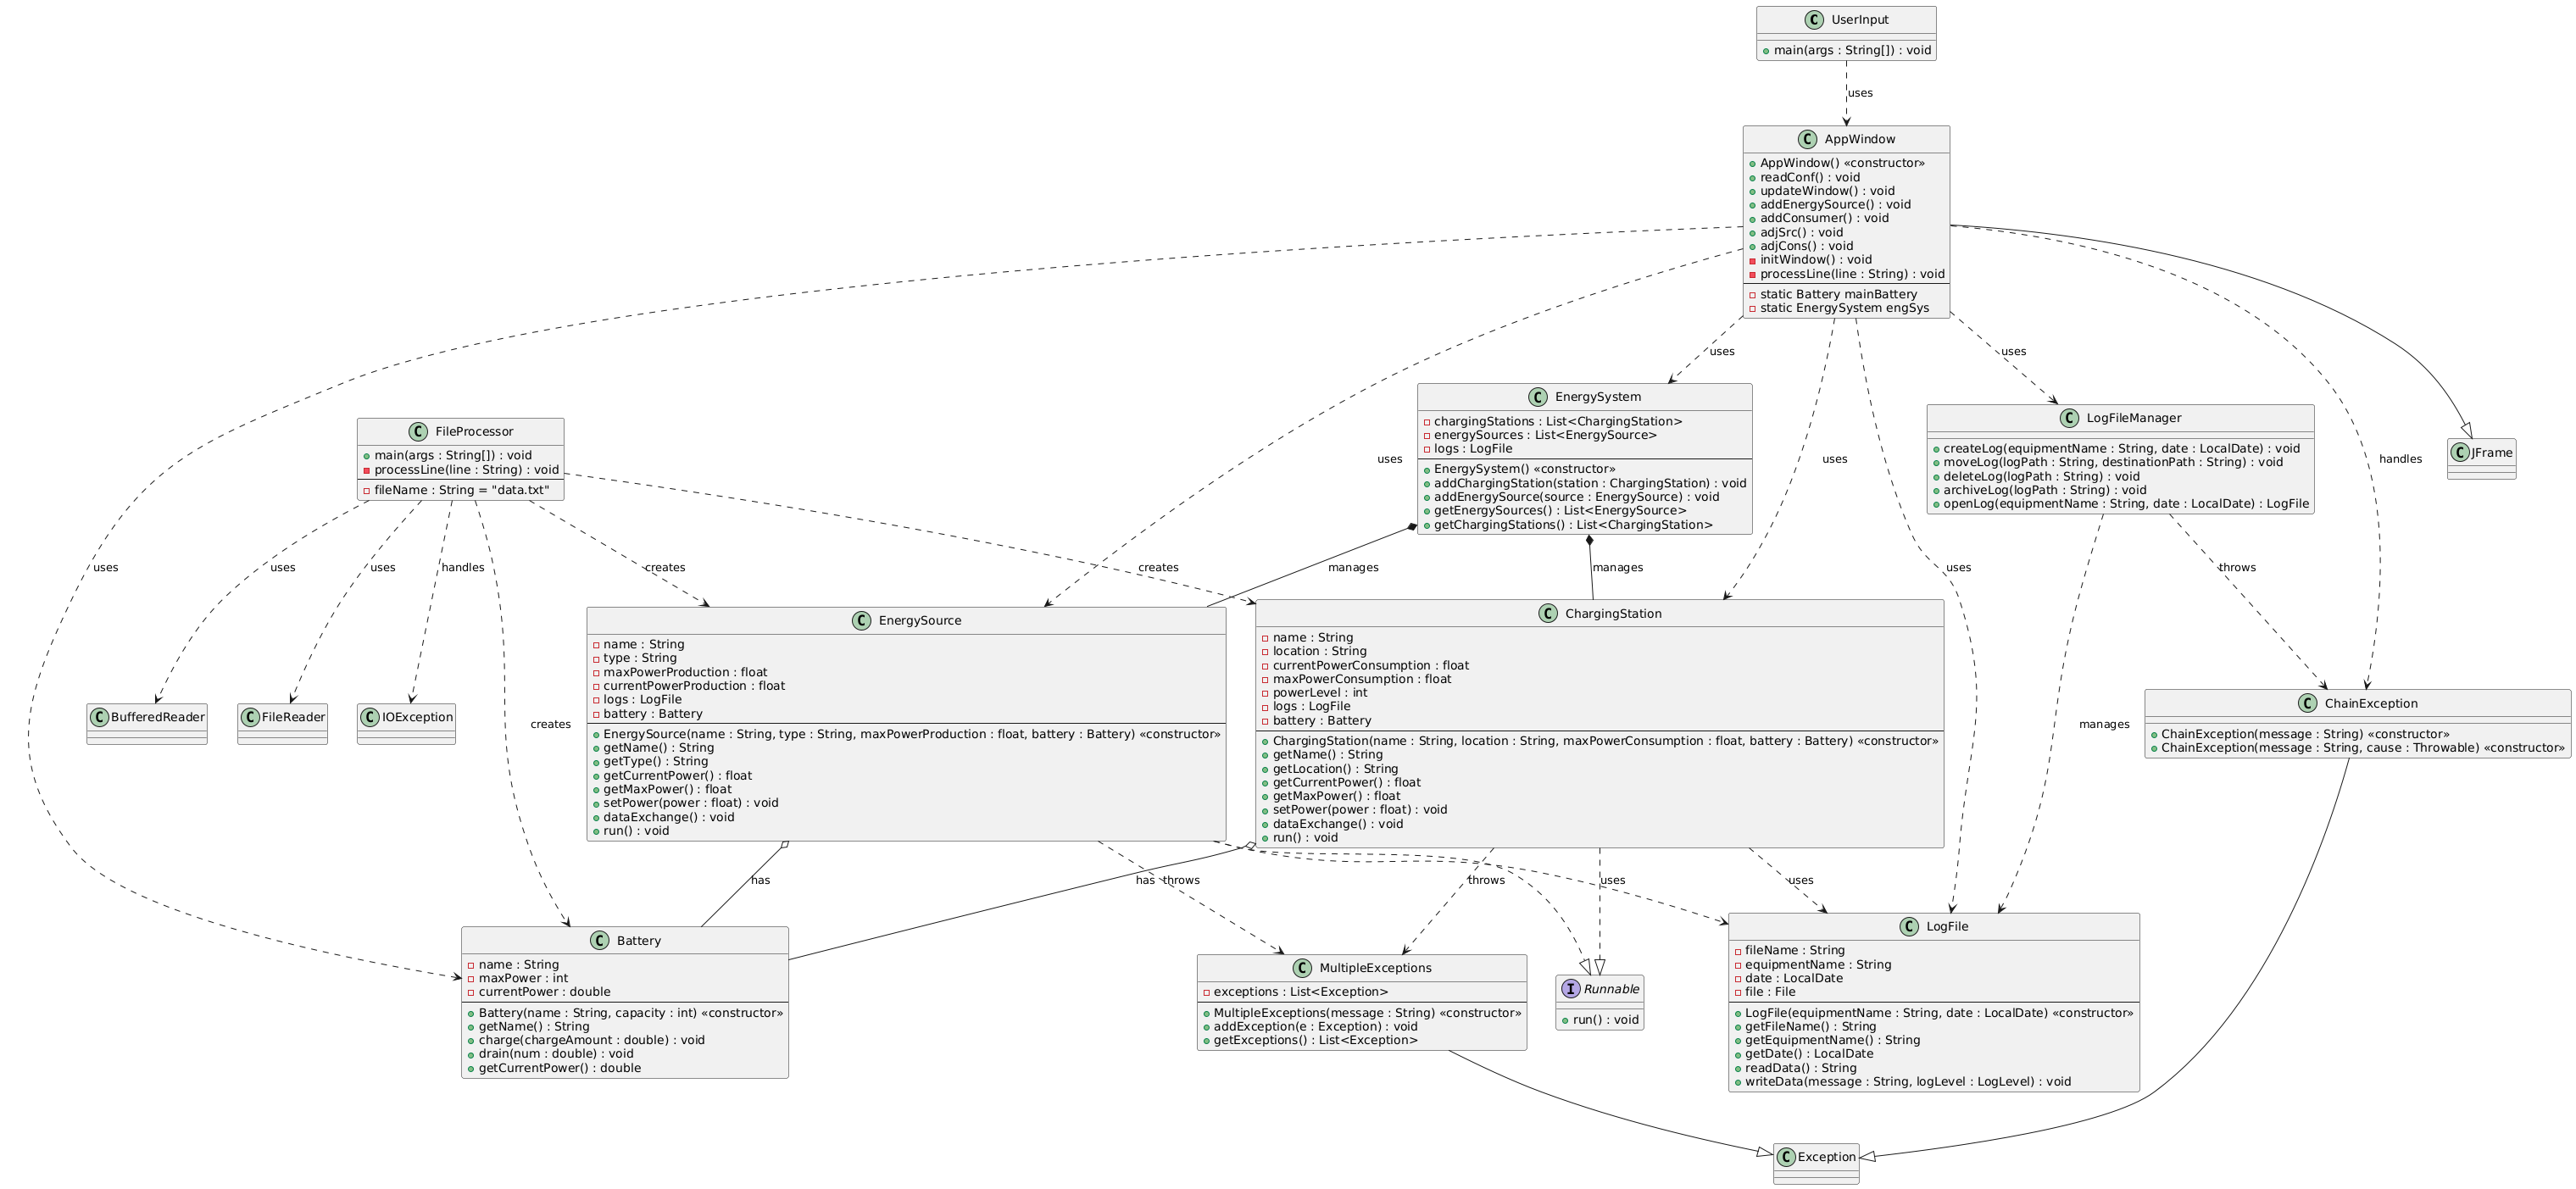 C UserInput
main(args : String[]) : void
uses
C AppWindow
AppWindow() «constructor»
readConf() : void
updateWindow() : void
addEnergySource() : void
addConsumer() : void
adjSrc() : void
adjCons() : void
initWindow() : void
processLine(line : String) : void
static Battery mainBattery
static EnergySystem engSys
uses
uses
C EnergySystem
chargingStations : List<ChargingStation>
energySources : List<EnergySource>
logs : LogFile
EnergySystem() «constructor»
addChargingStation(station : ChargingStation) : void
addEnergySource(source : EnergySource) : void
getEnergySources() : List<EnergySource>
getChargingStations() : List<ChargingStation>
C LogFileManager
createLog(equipmentName : String, date : LocalDate) : void
moveLog(logPath : String, destinationPath : String) : void
deleteLog(logPath : String) : void
archiveLog(logPath : String) : void
openLog(equipmentName : String, date : LocalDate) : LogFile
C JFrame
C FileProcessor
main(args : String[]) : void
processLine(line : String) : void
fileName : String = "data.txt"
uses
uses
handles
uses
uses
uses
handles
creates
creates
manages
manages
uses
throws
C EnergySource
name : String
type : String
maxPowerProduction : float
currentPowerProduction : float
logs : LogFile
battery : Battery
EnergySource(name : String, type : String, maxPowerProduction : float, battery : Battery) «constructor»
getName() : String
getType() : String
getCurrentPower() : float
getMaxPower() : float
setPower(power : float) : void
dataExchange() : void
run() : void
C ChargingStation
name : String
location : String
currentPowerConsumption : float
maxPowerConsumption : float
powerLevel : int
logs : LogFile
battery : Battery
ChargingStation(name : String, location : String, maxPowerConsumption : float, battery : Battery) «constructor»
getName() : String
getLocation() : String
getCurrentPower() : float
getMaxPower() : float
setPower(power : float) : void
dataExchange() : void
run() : void
C BufferedReader
C FileReader
C IOException
creates
manages
C ChainException
ChainException(message : String) «constructor»
ChainException(message : String, cause : Throwable) «constructor»
has
has
throws
throws
uses
uses
C Battery
name : String
maxPower : int
currentPower : double
Battery(name : String, capacity : int) «constructor»
getName() : String
charge(chargeAmount : double) : void
drain(num : double) : void
getCurrentPower() : double
C MultipleExceptions
exceptions : List<Exception>
MultipleExceptions(message : String) «constructor»
addException(e : Exception) : void
getExceptions() : List<Exception>
I Runnable
run() : void
C LogFile
fileName : String
equipmentName : String
date : LocalDate
file : File
LogFile(equipmentName : String, date : LocalDate) «constructor»
getFileName() : String
getEquipmentName() : String
getDate() : LocalDate
readData() : String
writeData(message : String, logLevel : LogLevel) : void
C Exception